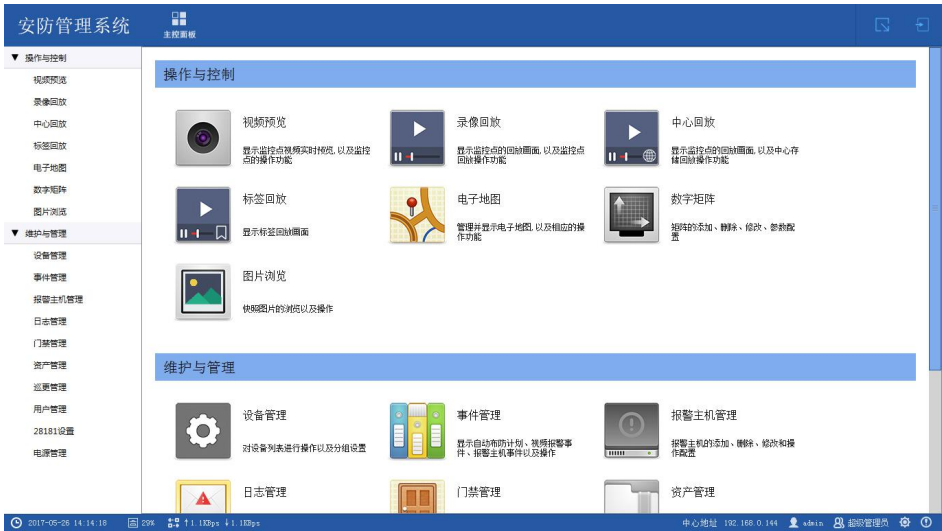 安防管理系统
主控面板
操作与控制
视频预览
录像回放
中心回放
标签回放
电子地图
数字矩阵
图片浏览
维护与管理
设备管理
事件管理
报警主机管理
日志管理
门禁管理
资产管理
巡更管理
用户管理
28181设置
电源管理
操作与控制
视频预览
显示监控点视频实时预览,以及监控
点的操作功能
录像回放
显示监控点的回放画面,以及监控点
回放操作功能
中心回放
显示监控点的回放画面,以及中心存
储回放操作功能
标签回放
显示标签回放画面
电子地图
管理并显示电子地图,以及相应的操
作功能
数字矩阵
矩阵的添加、删除、修改、参数配
置
图片浏览
快照图片的浏览以及操作
维护与管理
设备管理
对设备列表进行操作以及分组设置
事件管理
显示自动布防计划、视频报警事
件、报警主机事件以及操作
报警主机管理
报警主机的添加、删除、修改和操
作配置
日志管理
门禁管理
资产管理
2017-05-26 14:14:18 29% ↑1.1KBps ↓1.1KBps 中心地址 192.168.0.144 admin 超级管理员